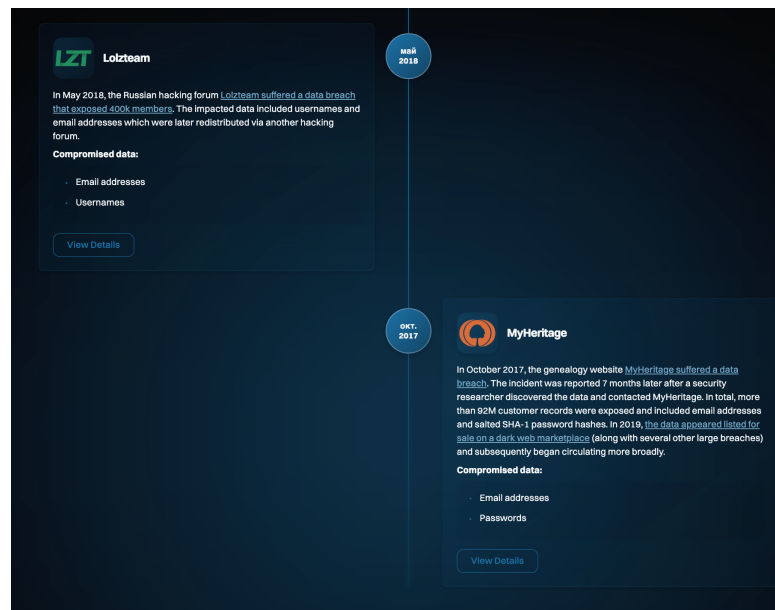 LZT
Lolzteam
май
2018
In May 2018, the Russian hacking forum Lolzteam suffered a data breach
that exposed 400k members. The impacted data included usernames and
email addresses which were later redistributed via another hacking
forum.
Compromised data:
Email addresses
Usernames
View Details
окт.
2017
MyHeritage
In October 2017, the genealogy website MyHeritage suffered a data
breach. The incident was reported 7 months later after a security
researcher discovered the data and contacted MyHeritage. In total, more
than 92M customer records were exposed and included email addresses
and salted SHA-1 password hashes. In 2019, the data appeared listed for
sale on a dark web marketplace (along with several other large breaches)
and subsequently began circulating more broadly.
Compromised data:
Email addresses
Passwords
View Details